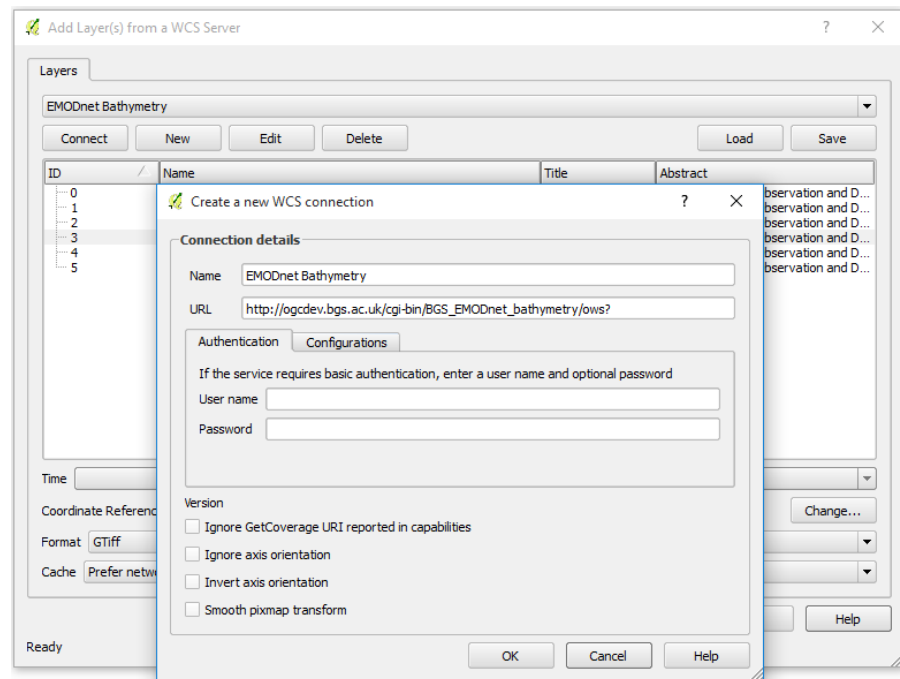 Add Layer(s) from a WCS Server
?
Layers
EMODnet Bathymetry
Connect New Edit Delete Load Save
ID Name Title Abstract
0 bservation and D...
1 bservation and D...
2 bservation and D...
3 bservation and D...
4 bservation and D...
5 bservation and D...
Create a new WCS connection ?
Connection details
Name EMODnet Bathymetry
URL http://ogcdev.bgs.ac.uk/cgi-bin/BGS_EMODnet_bathymetry/ows?
Authentication Configurations
If the service requires basic authentication, enter a user name and optional password
User name
Password
Time
Version
Coordinate Referenc Change...
Ignore GetCoverage URI reported in capabilities
Format GTiff
Ignore axis orientation
Cache Prefer netw
Invert axis orientation
Smooth pixmap transform
Help
Ready
OK Cancel Help